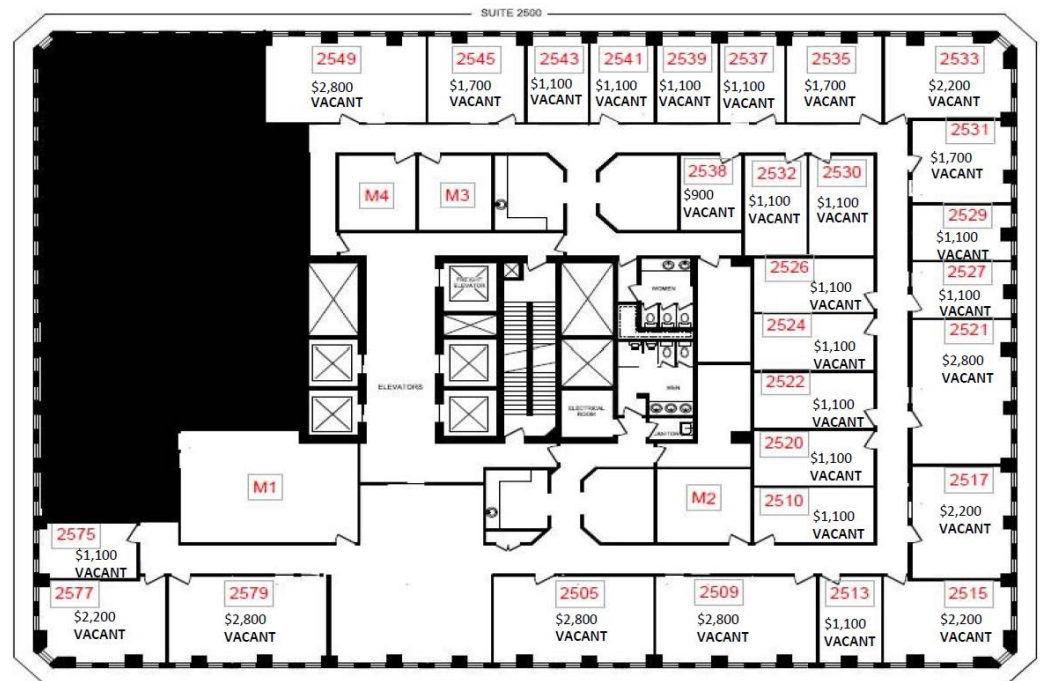 SUITE 2500
2549
$2,800
VACANT
2545
$1,700
VACANT
2543
$1,100
VACANT
2541
$1,100
VACANT
2539
$1,100
VACANT
2537
$1,100
VACANT
2535
$1,700
VACANT
2533
$2,200
VACANT
2531
$1,700
VACANT
M4
M3
2538
$900
VACANT
2532
$1,100
VACANT
2530
$1,100
VACANT
2529
$1,100
VACANT
2526
$1,100
VACANT
2527
$1,100
VACANT
FREIGHT
ELEVATOR
WOMEN
2524
$1,100
VACANT
2521
$2,800
VACANT
ELEVATORS
MEN
2522
$1,100
VACANT
ELECTRICAL
ROOM
JANITOR
2520
$1,100
VACANT
M1
M2
2510
$1,100
VACANT
2517
$2,200
VACANT
2575
$1,100
VACANT
2577
$2,200
VACANT
2579
$2,800
VACANT
2505
$2,800
VACANT
2509
$2,800
VACANT
2513
$1,100
VACANT
2515
$2,200
VACANT